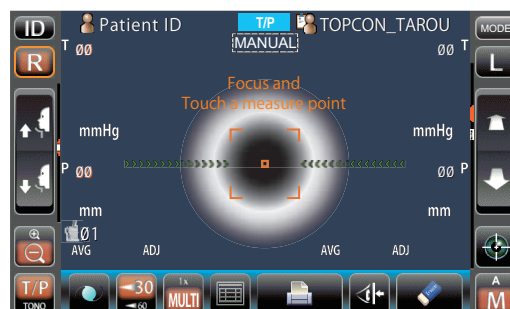 ID
Patient ID
T/P
TOPCON_TAROU
MODE
MANUAL
R
T 00
00 T
L
Focus and
Touch a measure point
mmHg
mmHg
P 00
00 P
mm
mm
01
AVG ADJ
AVG ADJ
T/P
TONO
30
60
1x
MULTI
A
M